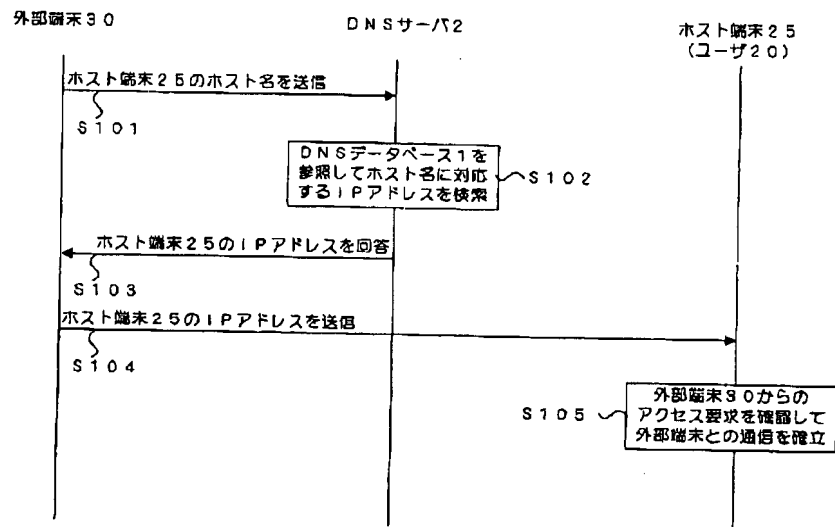 外部端末30
DNSサーバ2
ホスト端末25
(ユーザ20)
ホスト端末25のホスト名を送信
S101
DNSデータベース1を
参照してホスト名に対応
するIPアドレスを検索
S102
ホスト端末25のIPアドレスを回答
S103
ホスト端末25のIPアドレスを送信
S104
外部端末30からの
アクセス要求を確認して
外部端末との通信を確立
S105